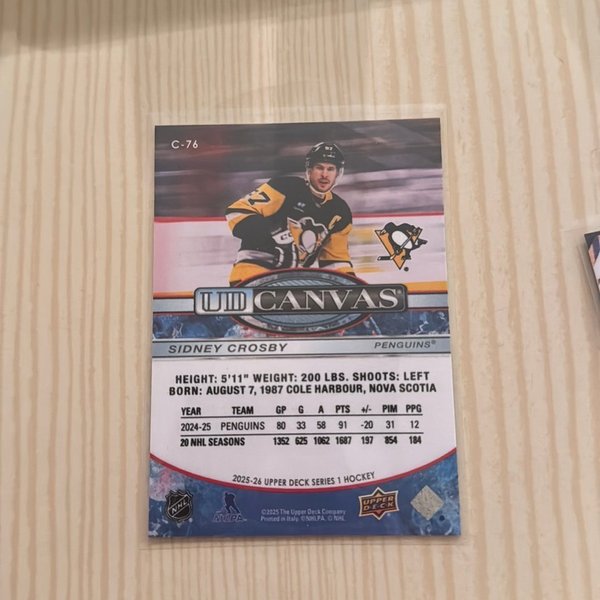 C-76
87
67
UD CANVAS
SIDNEY CROSBY PENGUINS®
HEIGHT: 5'11" WEIGHT: 200 LBS. SHOOTS: LEFT
BORN: AUGUST 7, 1987 COLE HARBOUR, NOVA SCOTIA
YEAR TEAM GP G A PTS +/- PIM PPG
2024-25 PENGUINS 80 33 58 91 -20 31 12
20 NHL SEASONS 1352 625 1062 1687 197 854 184
2025-26 UPPER DECK SERIES 1 HOCKEY
NHL
NHLPA
©2025 The Upper Deck Company
Printed in Italy. ©NHLPA. © NHL
UPPER DECK